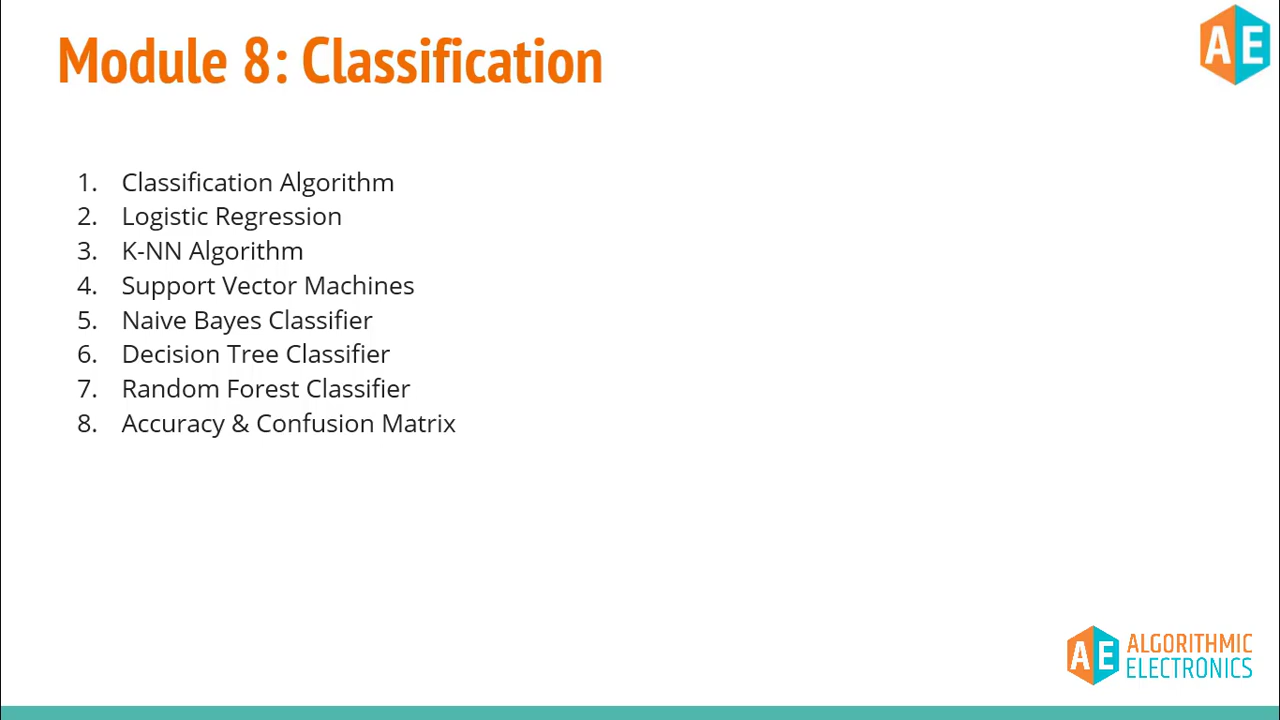 Module 8: Classification
AE
1. Classification Algorithm
2. Logistic Regression
3. K-NN Algorithm
4. Support Vector Machines
5. Naive Bayes Classifier
6. Decision Tree Classifier
7. Random Forest Classifier
8. Accuracy & Confusion Matrix
AE ALGORITHMIC
ELECTRONICS